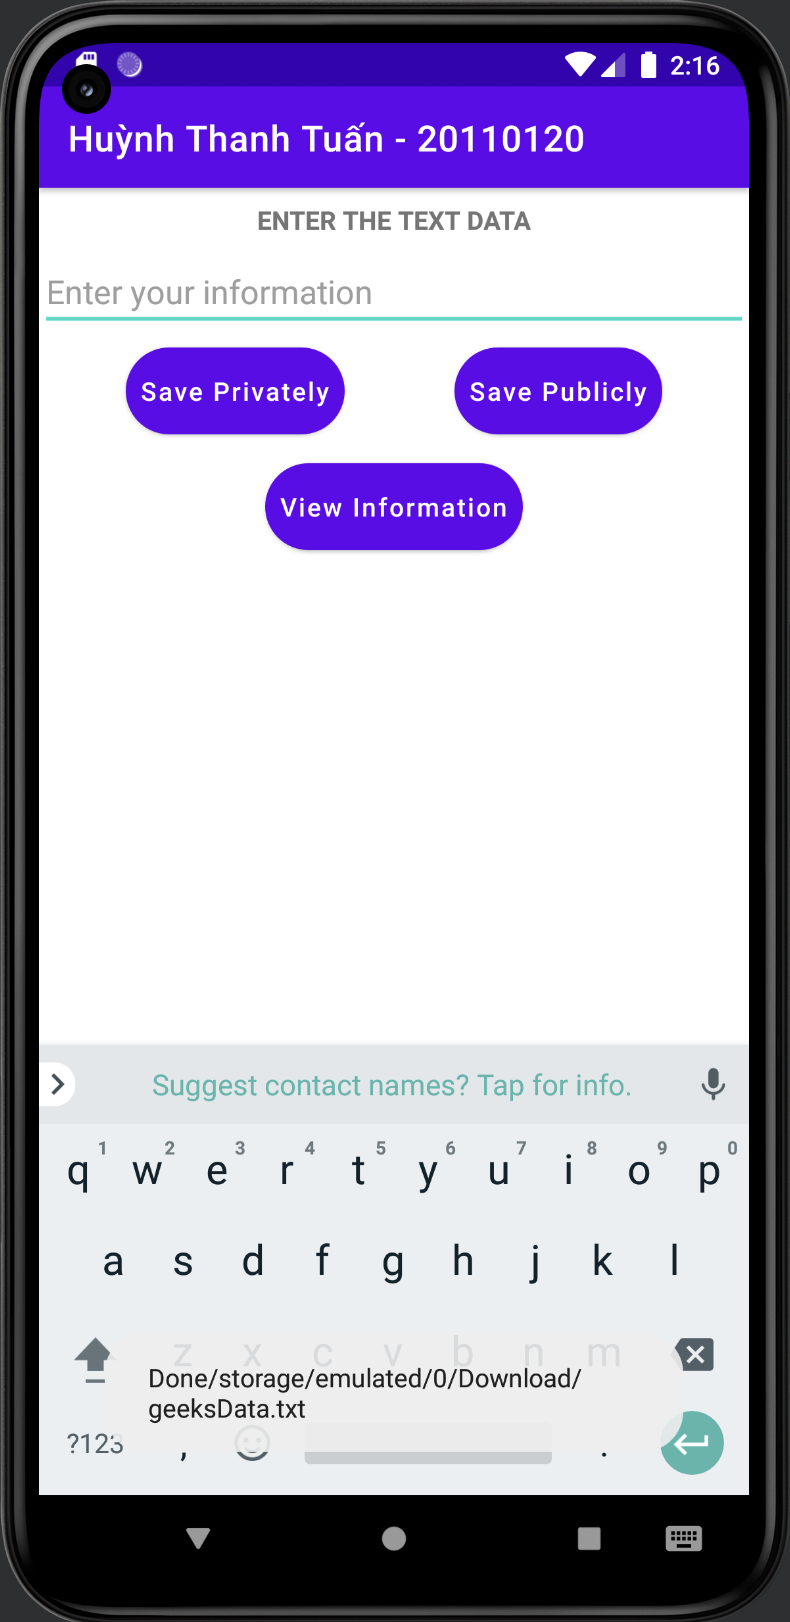 2:16
Huỳnh Thanh Tuấn - 20110120
ENTER THE TEXT DATA
Enter your information
Save Privately Save Publicly
View Information
Suggest contact names? Tap for info.
1 2 3 4 5 6 7 8 9 0
q w e r t y u i o p
a s d f g h j k l
z x c v b n m
Done/storage/emulated/0/Download/
geeksData.txt
?123 , .